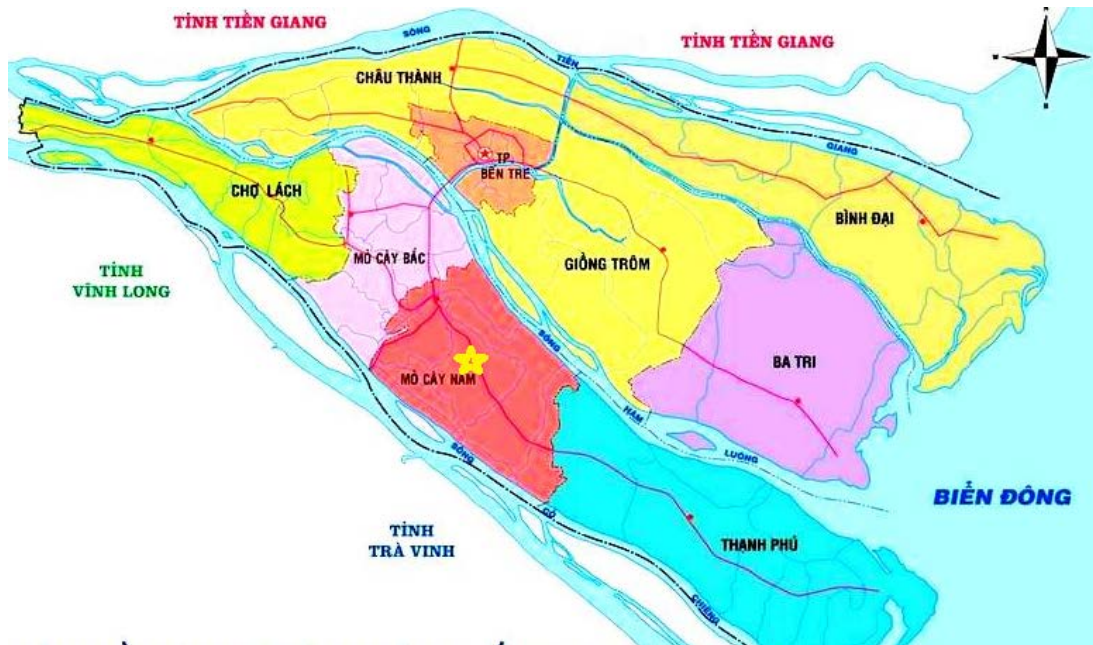 TỈNH TIỀN GIANG
SÔNG
TIỀN
TỈNH TIỀN GIANG
CHÂU THÀNH
GIANG
TP.
BẾN TRE
CHỢ LÁCH
BÌNH ĐẠI
MỎ CÀY BẮC
GIỒNG TRÔM
TỈNH
VĨNH LONG
SÔNG
BA TRI
MỎ CÀY NAM
HÀM
LUÔNG
SÔNG
BIỂN ĐÔNG
CỔ
TỈNH
TRÀ VINH
THẠNH PHÚ
CHIÊNG